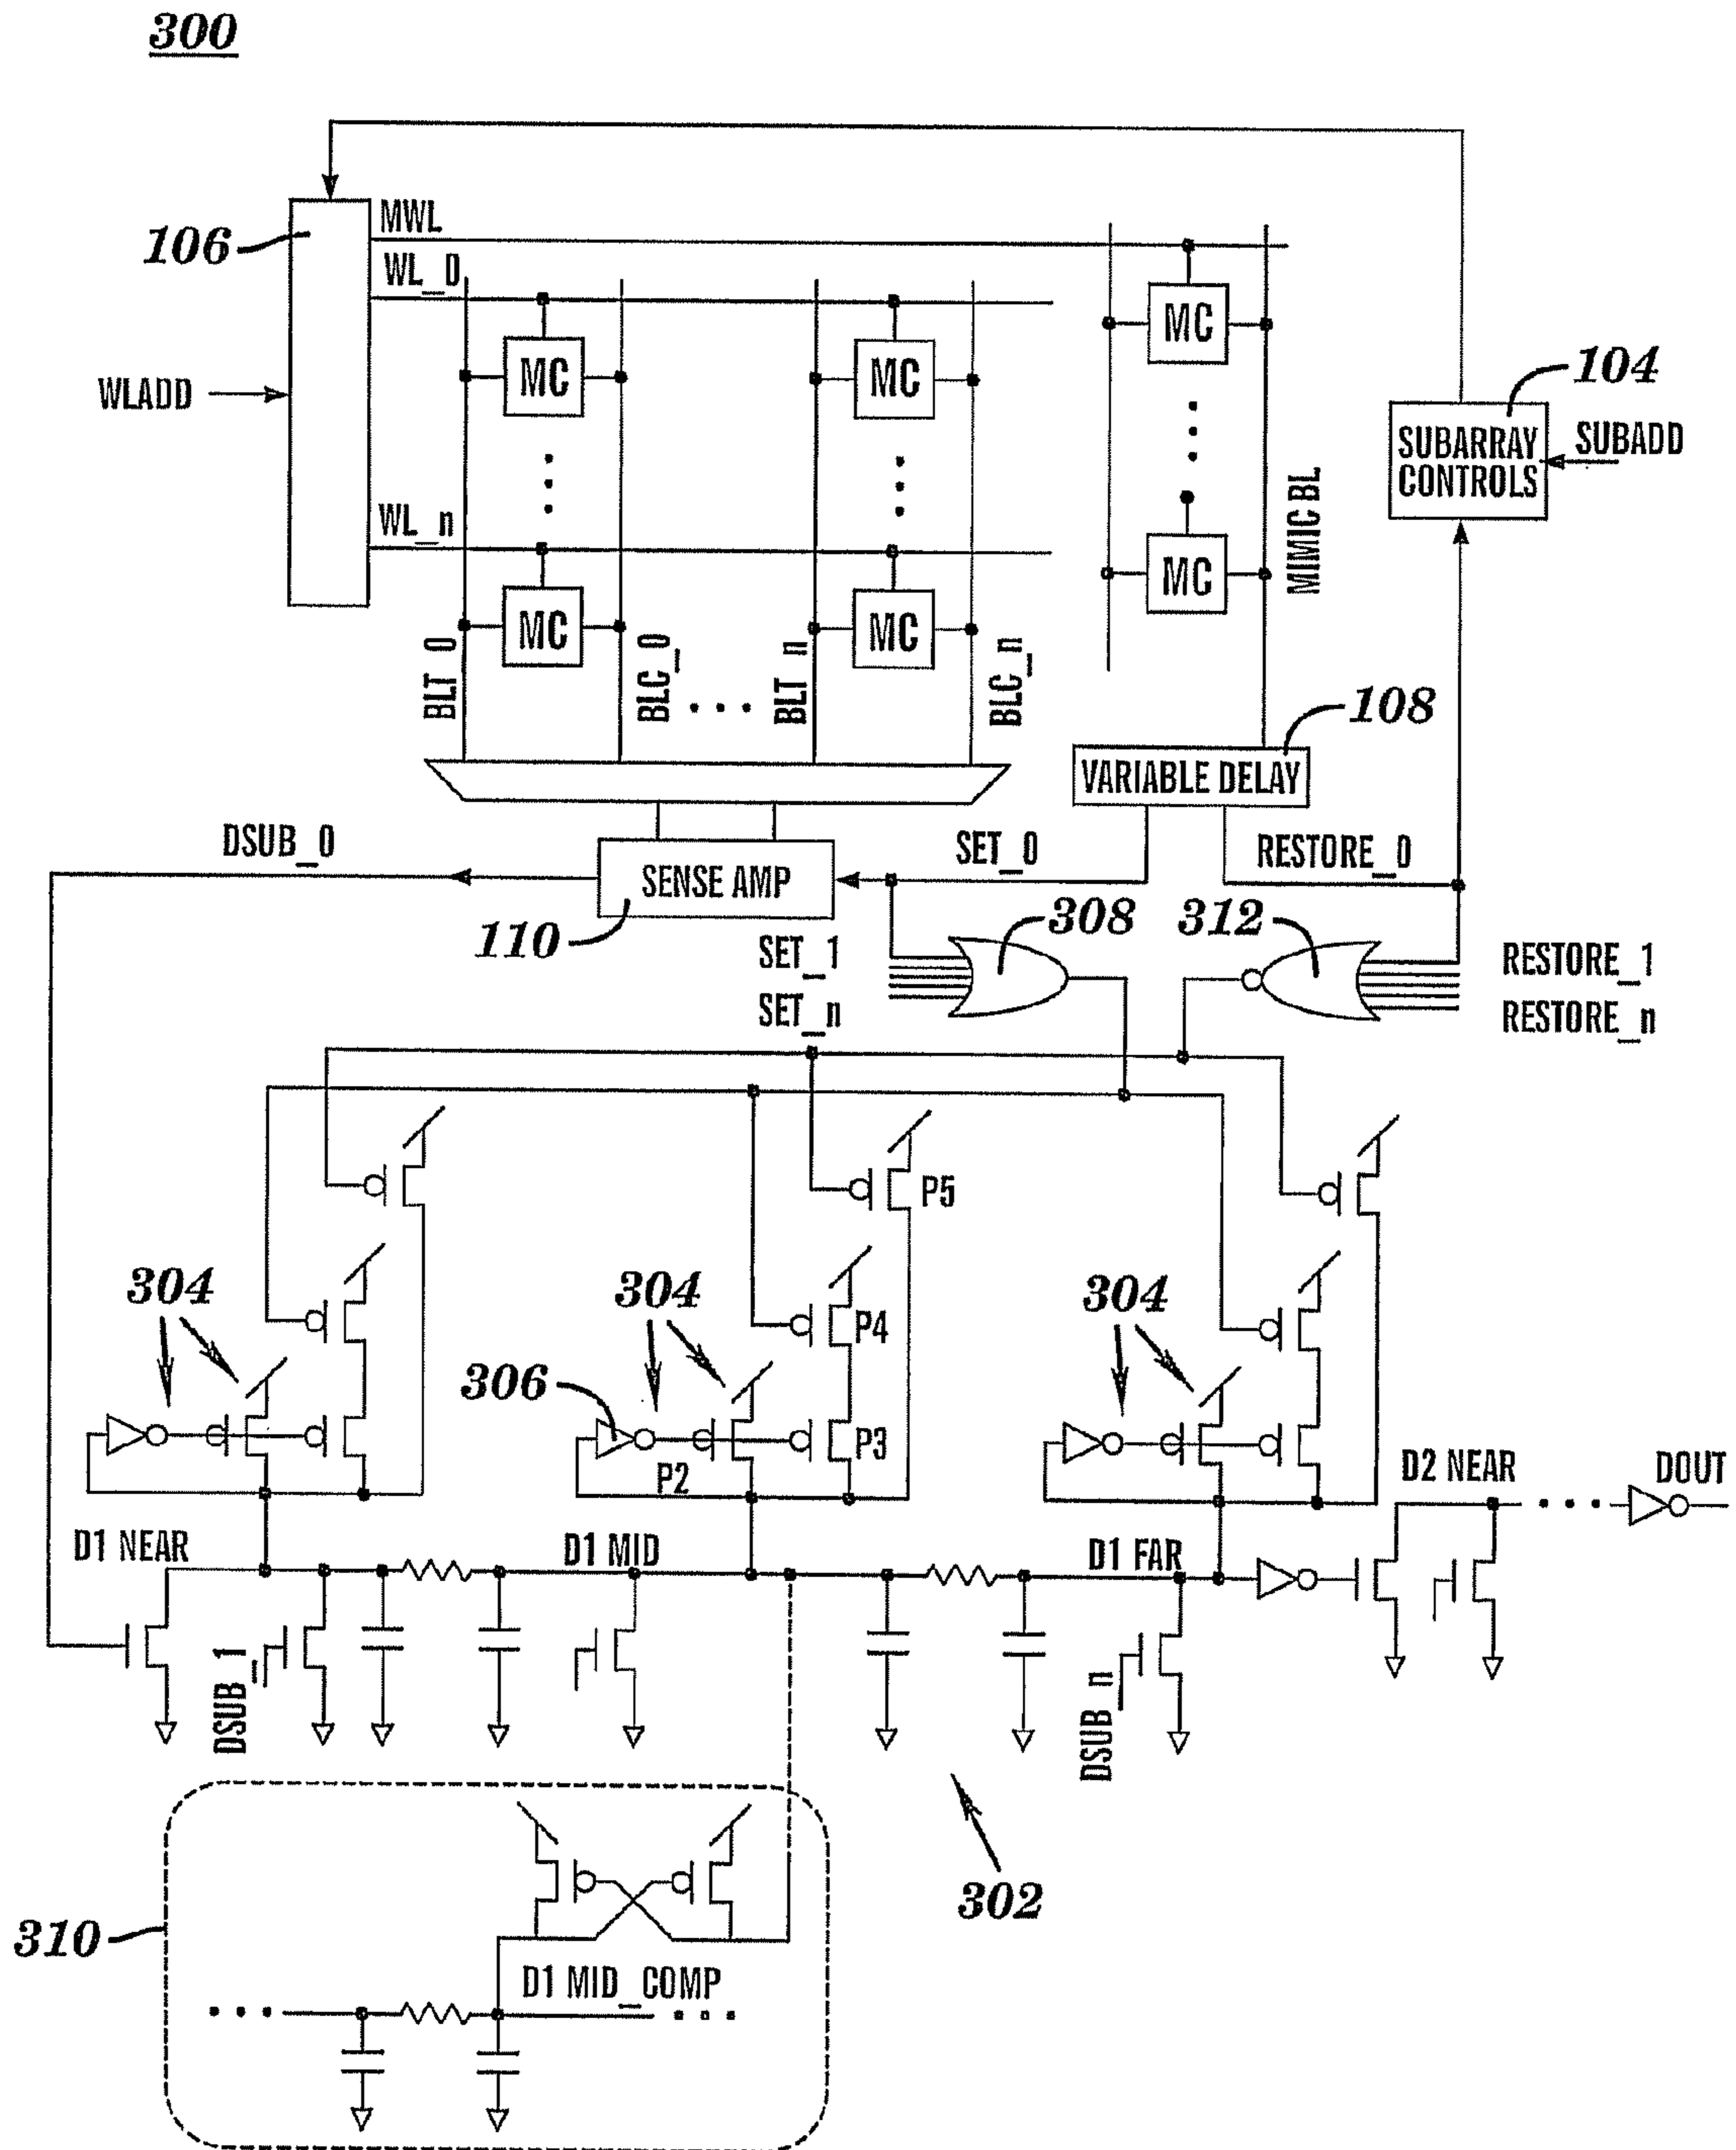 300
MWL
106
WL_0
MC
MC
MC
104
WLADD
SUBARRAY
CONTROLS
SUBADD
WL_n
MIMIC BL
MC
MC
MC
BLT_0
BLC_0
BLT_n
BLC_n
108
VARIABLE DELAY
DSUB_0
SET_0
RESTORE_0
SENSE AMP
110
308
312
SET_1
SET_n
RESTORE_1
RESTORE_n
P5
304
304
304
P4
306
P3
P2
D2 NEAR
DOUT
D1 NEAR
D1 MID
D1 FAR
DSUB_1
DSUB_n
302
310
D1 MID_COMP